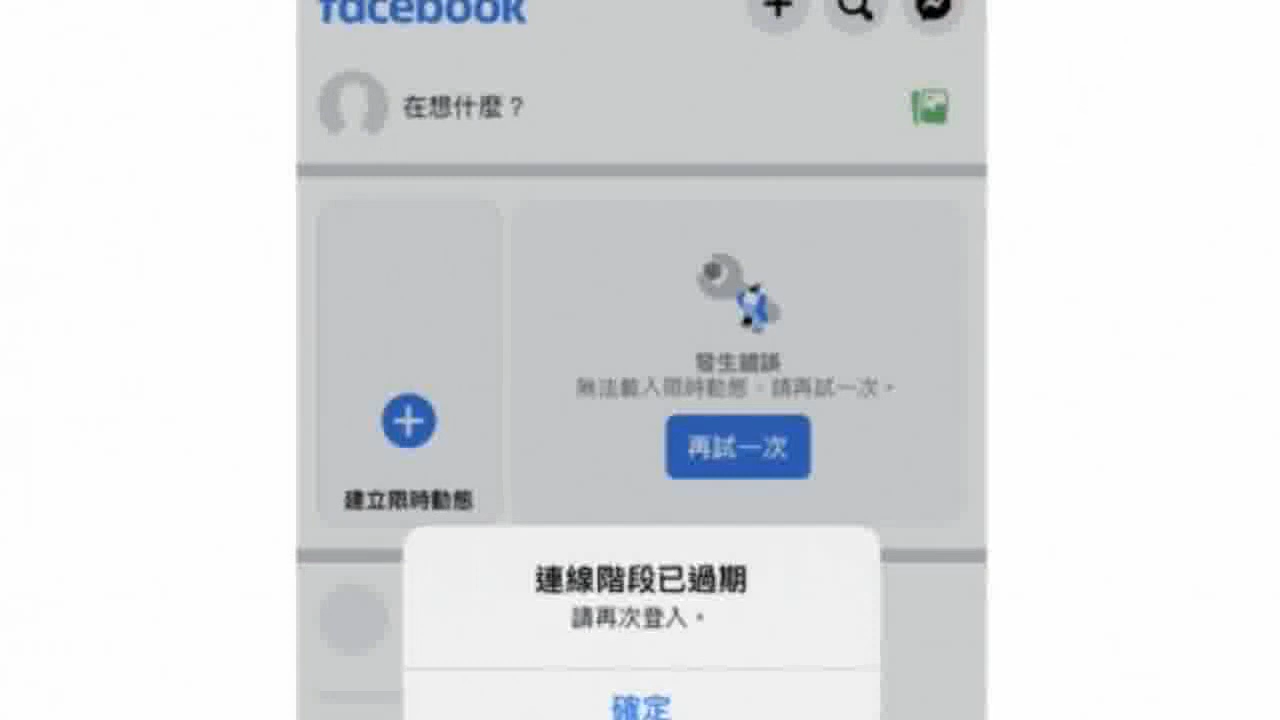 facebook
在想什麼？
發生錯誤
無法載入限時動態，請再試一次。
再試一次
建立限時動態
連線階段已過期
請再次登入。
確定